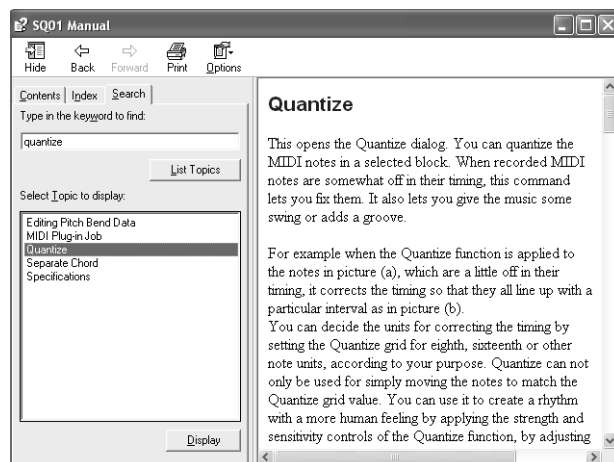 SQ01 Manual
Hide Back Forward Print Options
Contents Index Search
Type in the keyword to find:
quantize
List Topics
Select Topic to display:
Editing Pitch Bend Data
MIDI Plug-in Job
Quantize
Separate Chord
Specifications
Display
Quantize
This opens the Quantize dialog. You can quantize the
MIDI notes in a selected block. When recorded MIDI
notes are somewhat off in their timing, this command
lets you fix them. It also lets you give the music some
swing or adds a groove.
For example when the Quantize function is applied to
the notes in picture (a), which are a little off in their
timing, it corrects the timing so that they all line up with a
particular interval as in picture (b).
You can decide the units for correcting the timing by
setting the Quantize grid for eighth, sixteenth or other
note units, according to your purpose. Quantize can not
only be used for simply moving the notes to match the
Quantize grid value. You can use it to create a rhythm
with a more human feeling by applying the strength and
sensitivity controls of the Quantize function, by adjusting